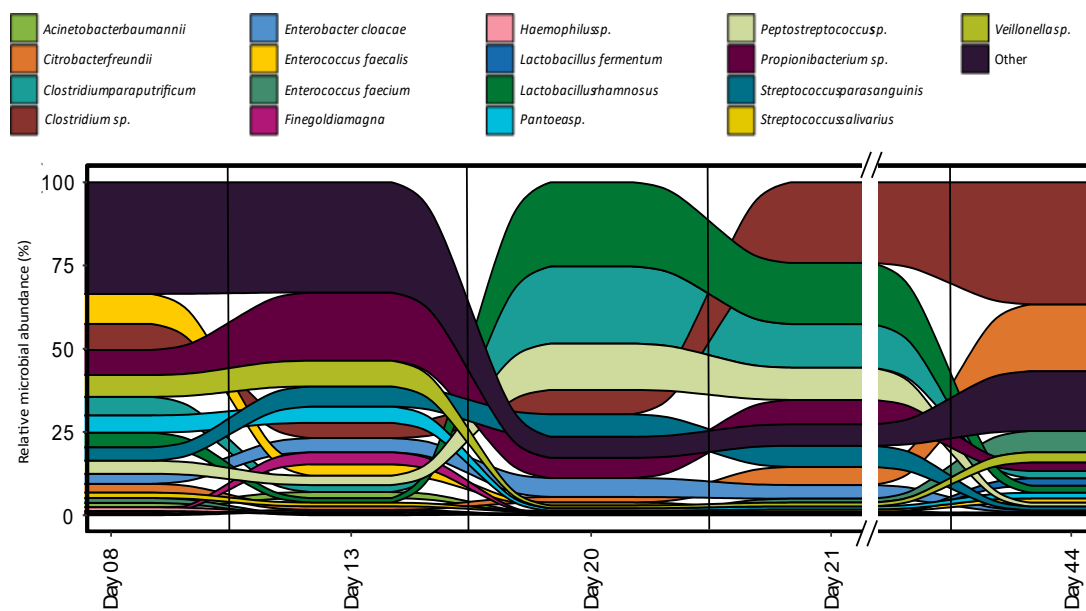 Acinetobacterbaumannii Enterobacter cloacae Haemophilussp. Peptostreptococcussp. Veillonellasp.
Citrobacterfreundii Enterococcus faecalis Lactobacillus fermentum Propionibacterium sp. Other
Clostridiumparaputrificum Enterococcus faecium Lactobacillusrhamnosus Streptococcusparasanguinis
Clostridium sp. Finegoldiamagna Pantoeasp. Streptococcussalivarius
Relative microbial abundance (%)
100
75
50
25
0
Day 08 Day 13 Day 20 Day 21 Day 44